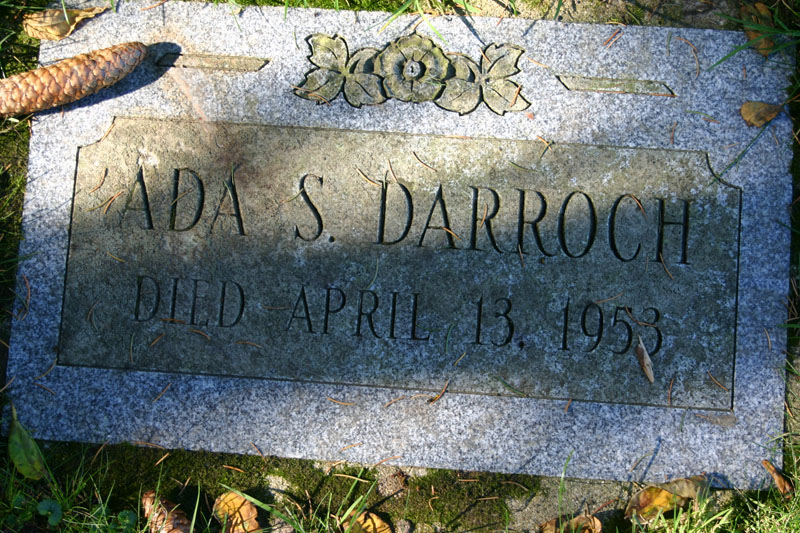 ADA S. DARROCH
DIED APRIL 13, 1953